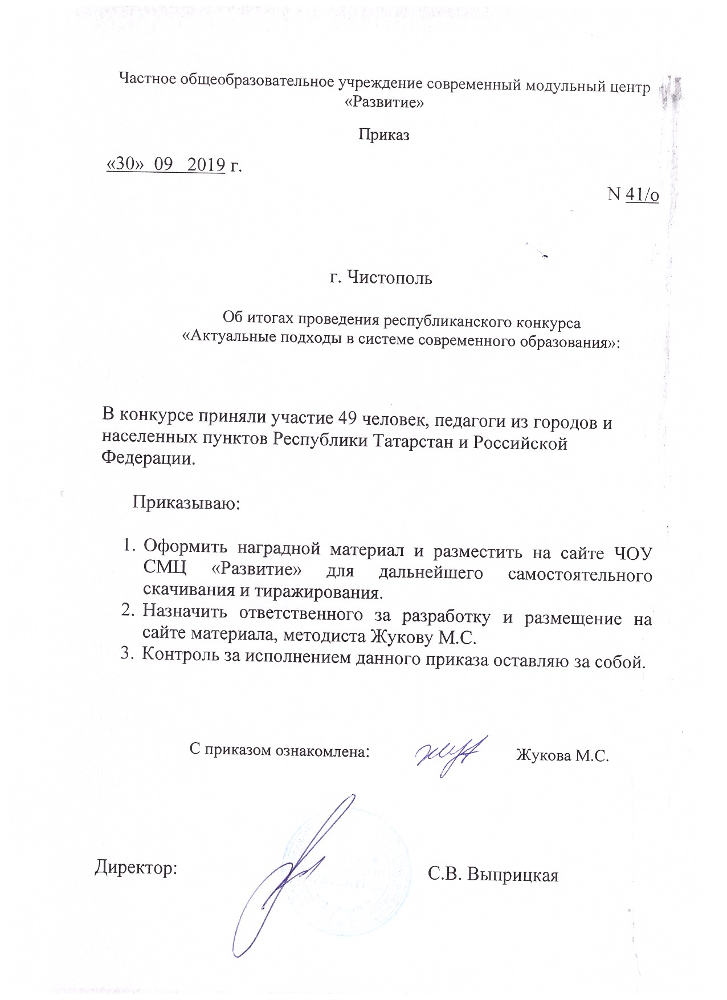 Частное общеобразовательное учреждение современный модульный центр
«Развитие»
Приказ
«30» 09 2019 г.
N 41/о
г. Чистополь
Об итогах проведения республиканского конкурса
«Актуальные подходы в системе современного образования»:
В конкурсе приняли участие 49 человек, педагоги из городов и
населенных пунктов Республики Татарстан и Российской
Федерации.
Приказываю:
1. Оформить наградной материал и разместить на сайте ЧОУ
СМЦ «Развитие» для дальнейшего самостоятельного
скачивания и тиражирования.
2. Назначить ответственного за разработку и размещение на
сайте материала, методиста Жукову М.С.
3. Контроль за исполнением данного приказа оставляю за собой.
С приказом ознакомлена: Жукова М.С.
Директор: С.В. Выприцкая